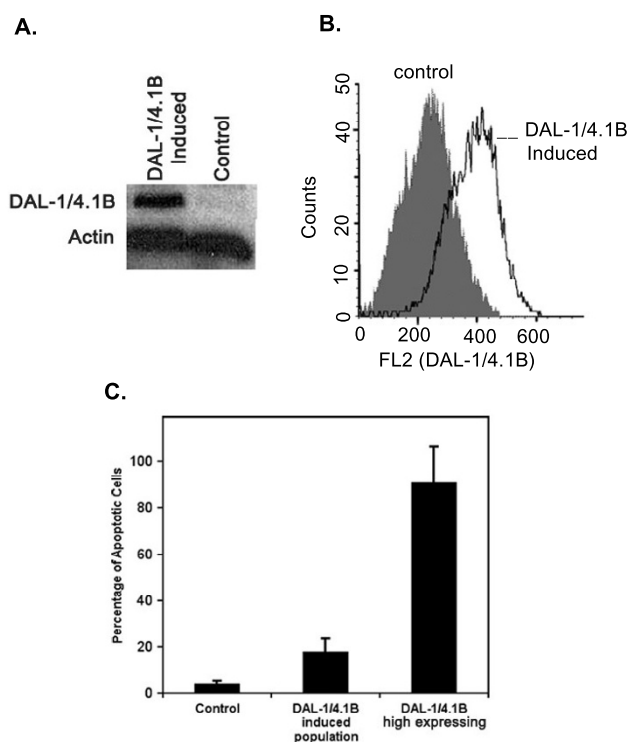 A.
DAL-1/4.1B
Induced
Control
DAL-1/4.1B
Actin
B.
control
DAL-1/4.1B
Induced
Counts
50
40
20
10
0
0
200
400
600
FL2 (DAL-1/4.1B)
C.
Percentage of Apoptotic Cells
100
80
60
40
20
0
Control
DAL-1/4.1B
induced
population
DAL-1/4.1B
high expressing